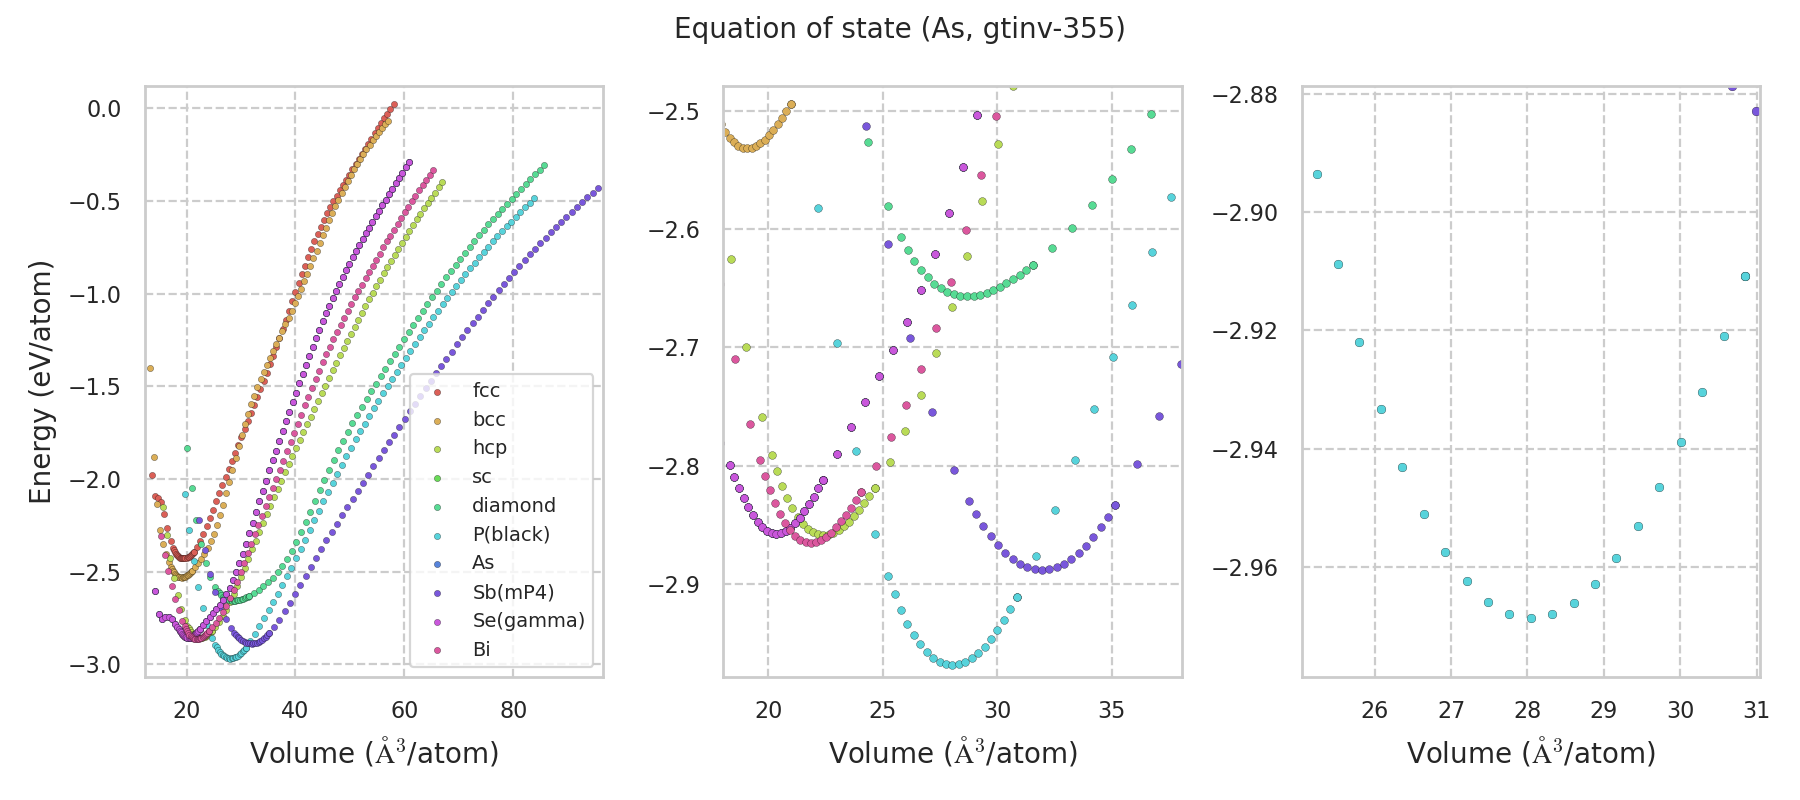 Equation of state (As, gtinv-355)
Energy (eV/atom)
0.0
−0.5
−1.0
−1.5
−2.0
−2.5
−3.0
20
40
60
80
Volume (Å³/atom)
fcc
bcc
hcp
sc
diamond
P(black)
As
Sb(mP4)
Se(gamma)
Bi
−2.5
−2.6
−2.7
−2.8
−2.9
20
25
30
35
Volume (Å³/atom)
−2.88
−2.90
−2.92
−2.94
−2.96
26
27
28
29
30
31
Volume (Å³/atom)